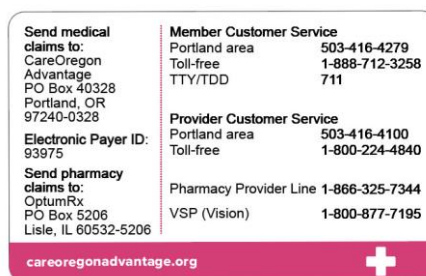 Send medical
claims to:
CareOregon
Advantage
PO Box 40328
Portland, OR
97240-0328
Electronic Payer ID:
93975
Send pharmacy
claims to:
OptumRx
PO Box 5206
Lisle, IL 60532-5206
Member Customer Service
Portland area 503-416-4279
Toll-free 1-888-712-3258
TTY/TDD 711
Provider Customer Service
Portland area 503-416-4100
Toll-free 1-800-224-4840
Pharmacy Provider Line 1-866-325-7344
VSP (Vision) 1-800-877-7195
careoregonadvantage.org